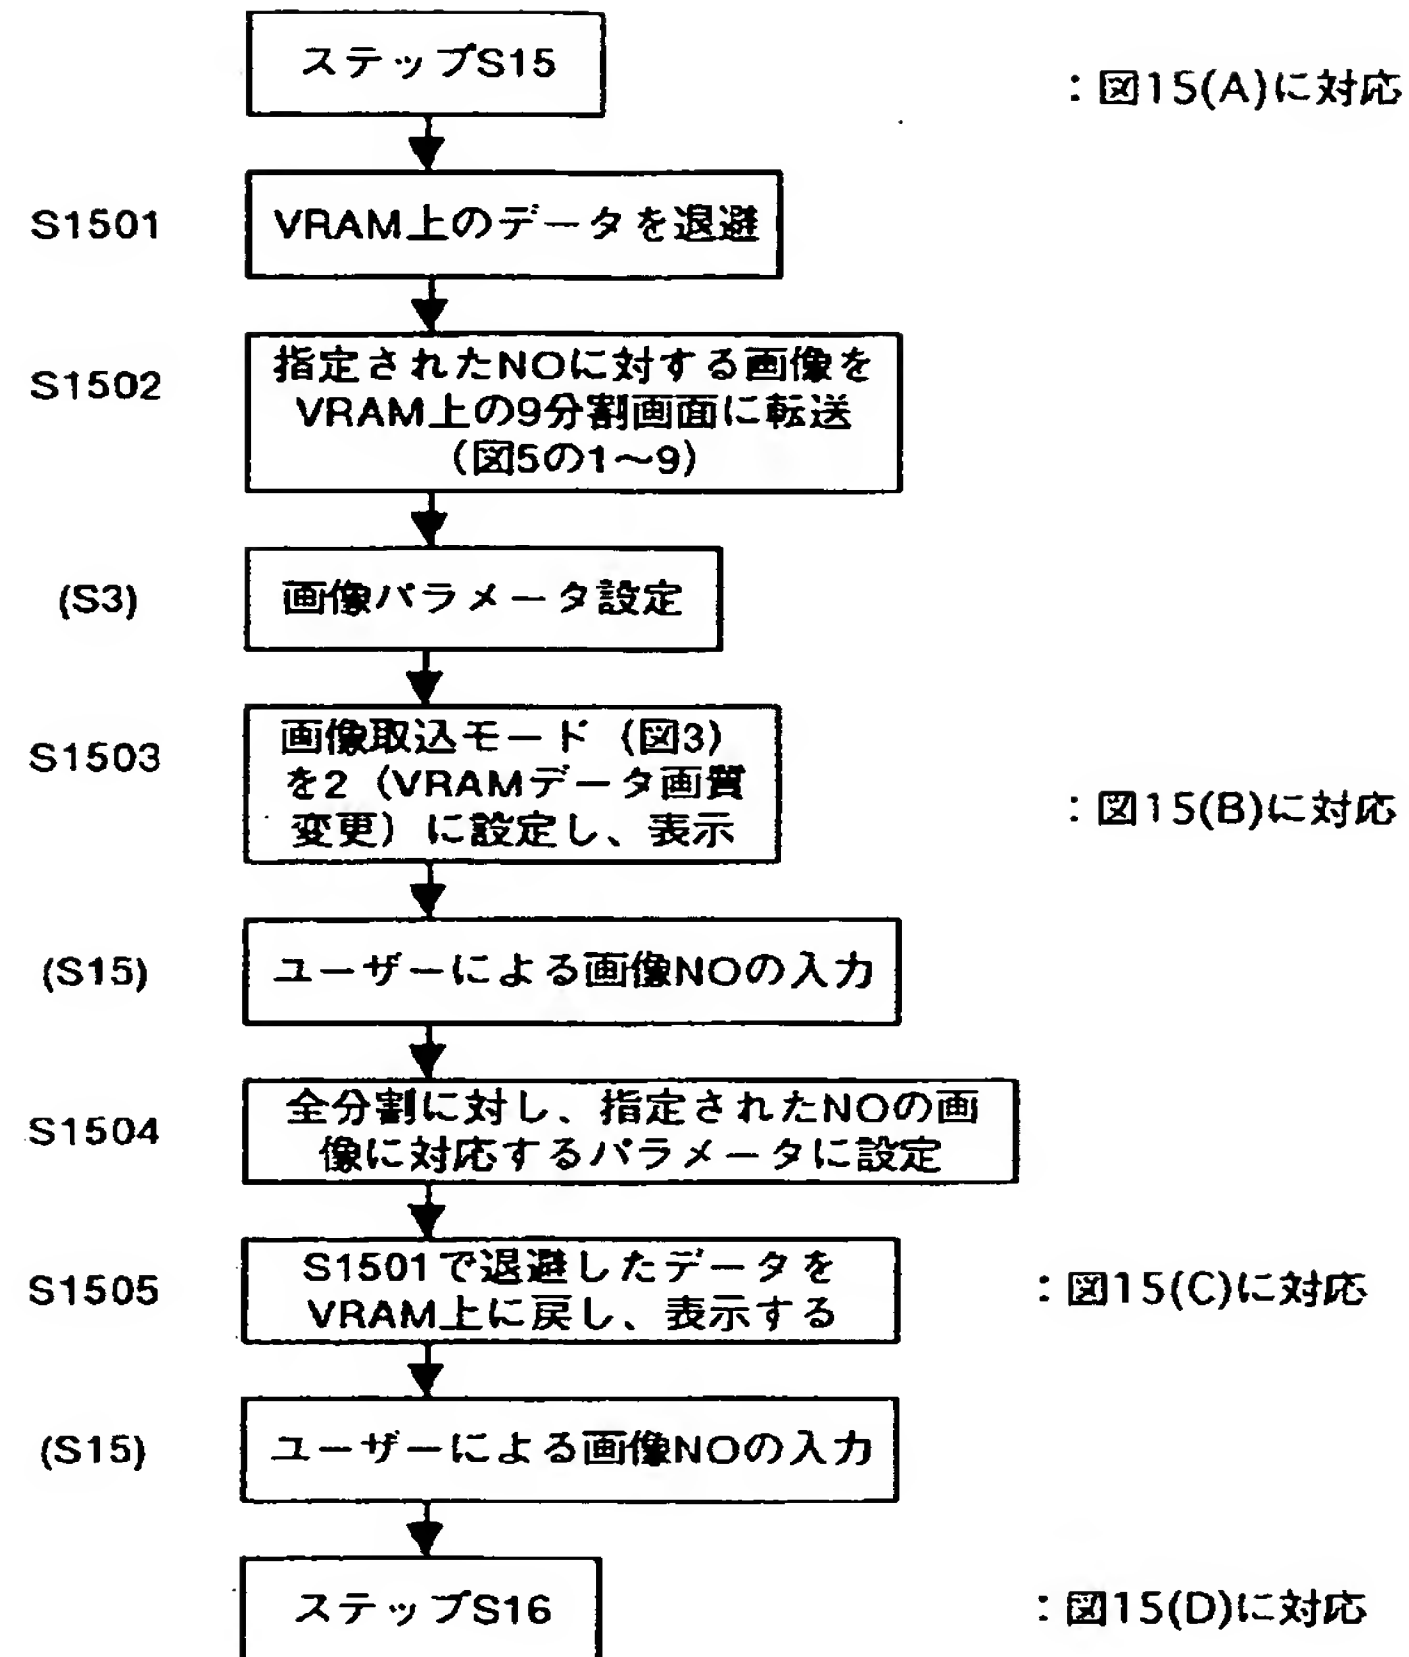 ステップS15
：図15(A)に対応
S1501
VRAM上のデータを退避
S1502
指定されたNOに対する画像を
VRAM上の9分割画面に転送
（図5の1～9）
(S3)
画像パラメータ設定
S1503
画像取込モード（図3）
を2（VRAMデータ画質
変更）に設定し、表示
：図15(B)に対応
(S15)
ユーザーによる画像NOの入力
S1504
全分割に対し、指定されたNOの画
像に対応するパラメータに設定
S1505
S1501で退避したデータを
VRAM上に戻し、表示する
：図15(C)に対応
(S15)
ユーザーによる画像NOの入力
ステップS16
：図15(D)に対応